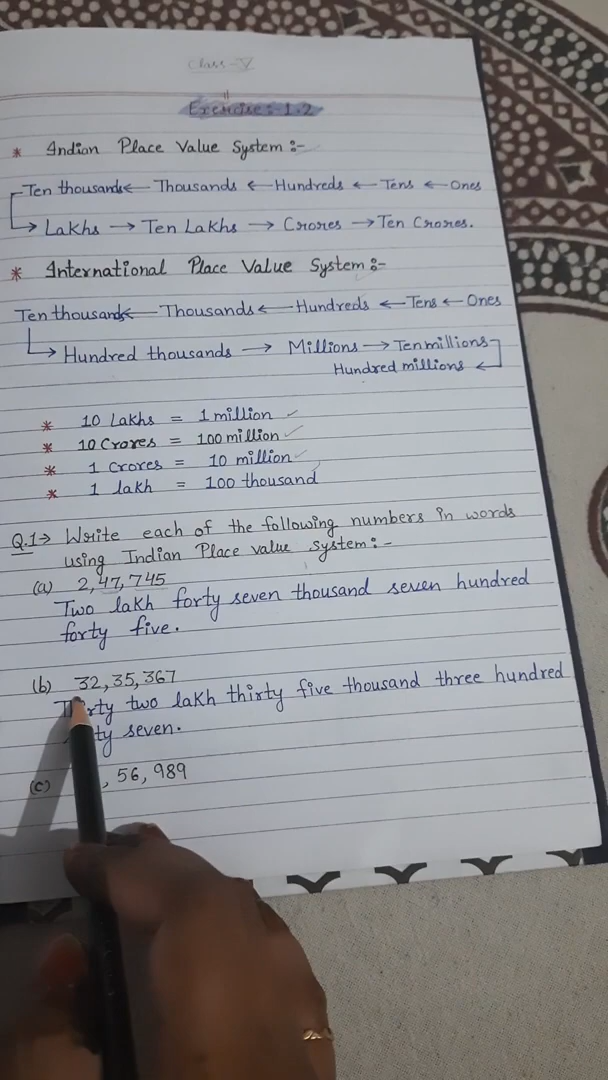 Class-V
Exercise:-1.2
* Indian Place Value System:-
Ten thousands ← Thousands ← Hundreds ← Tens ← Ones
→ Lakhs → Ten Lakhs → Crores → Ten Crores.
* International Place Value System:-
Ten thousands ← Thousands ← Hundreds ← Tens ← Ones
→ Hundred thousands → Millions → Ten millions
Hundred millions ←
* 10 Lakhs = 1 million
* 10 Crores = 100 million
* 1 Crores = 10 million
* 1 lakh = 100 thousand
Q.1→ Write each of the following numbers in words
using Indian Place value system:-
(a) 2,47,745
Two lakh forty seven thousand seven hundred
forty five.
(b) 32,35,367
two lakh thirty five thousand three hundred
seven.
(c) , 56, 989